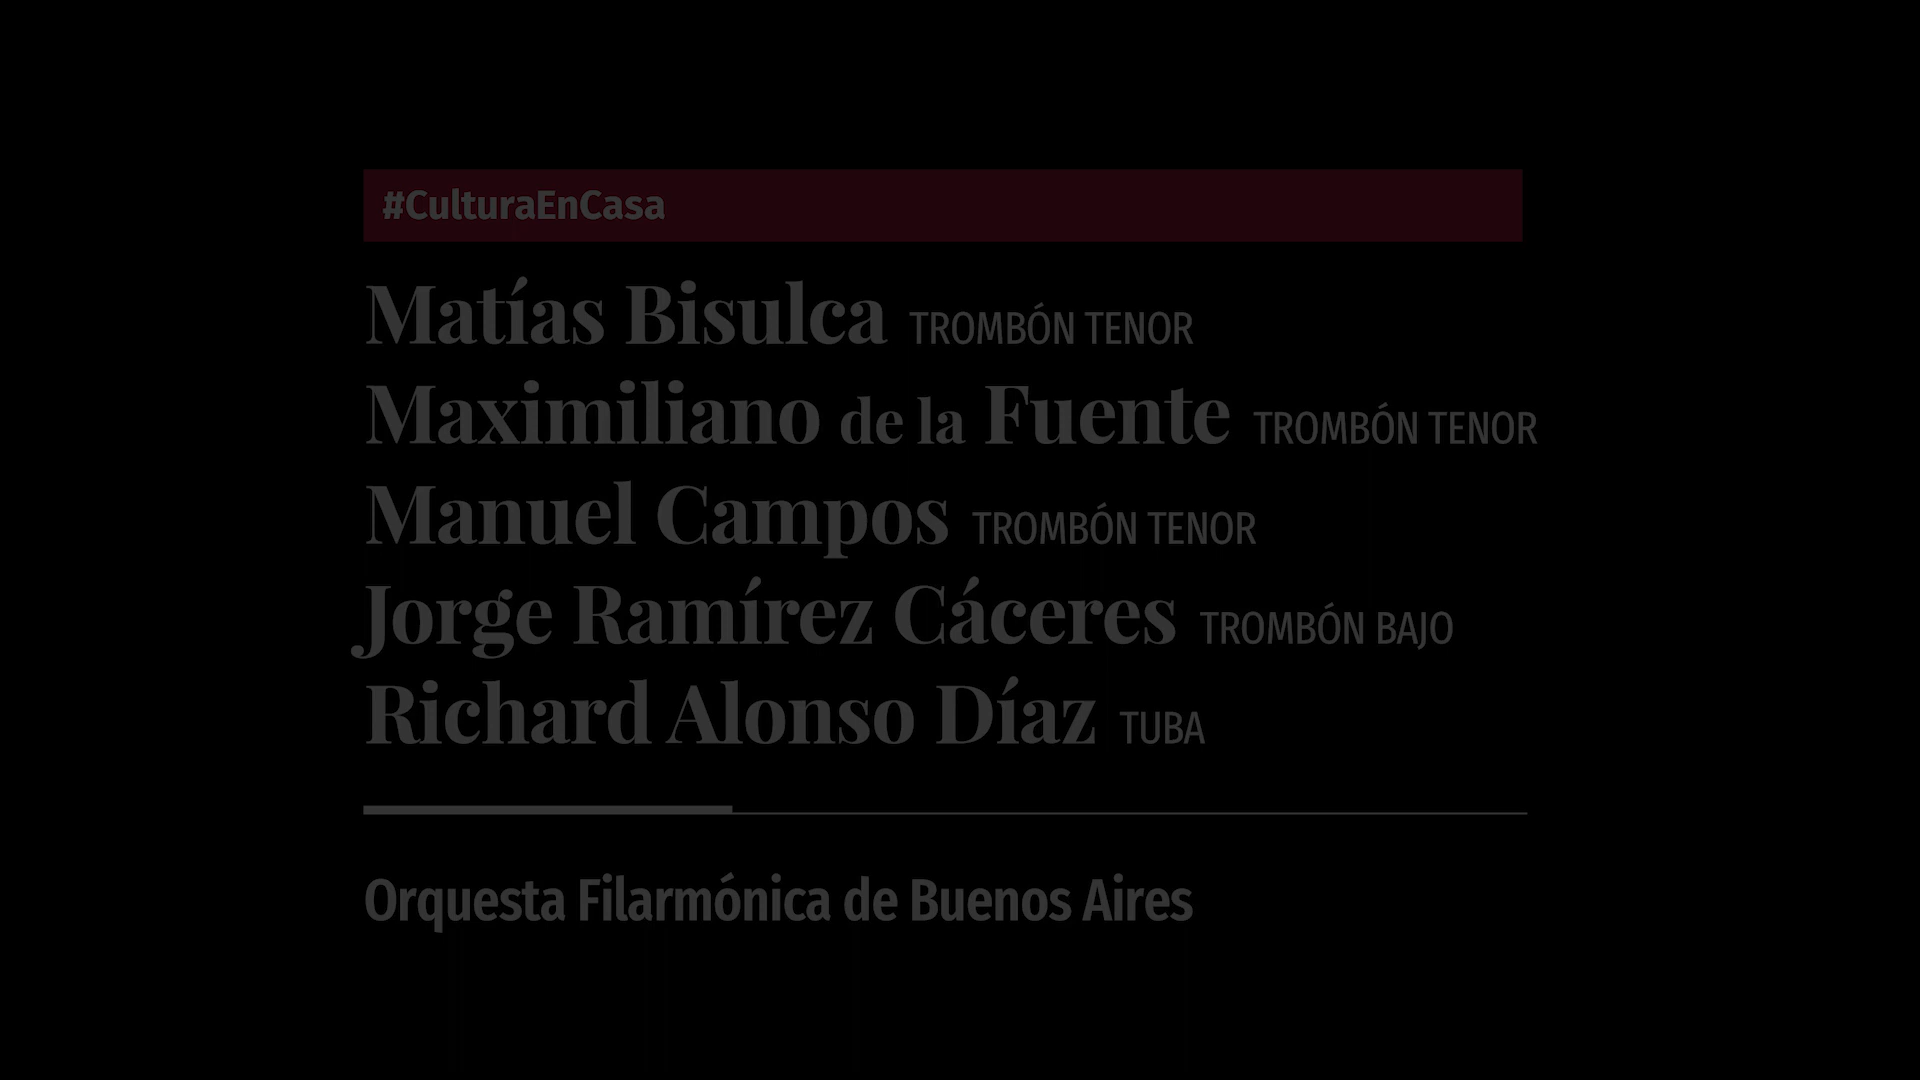 #CulturaEnCasa
Matías Bisulca TROMBÓN TENOR
Maximiliano de la Fuente TROMBÓN TENOR
Manuel Campos TROMBÓN TENOR
Jorge Ramírez Cáceres TROMBÓN BAJO
Richard Alonso Díaz TUBA
Orquesta Filarmónica de Buenos Aires